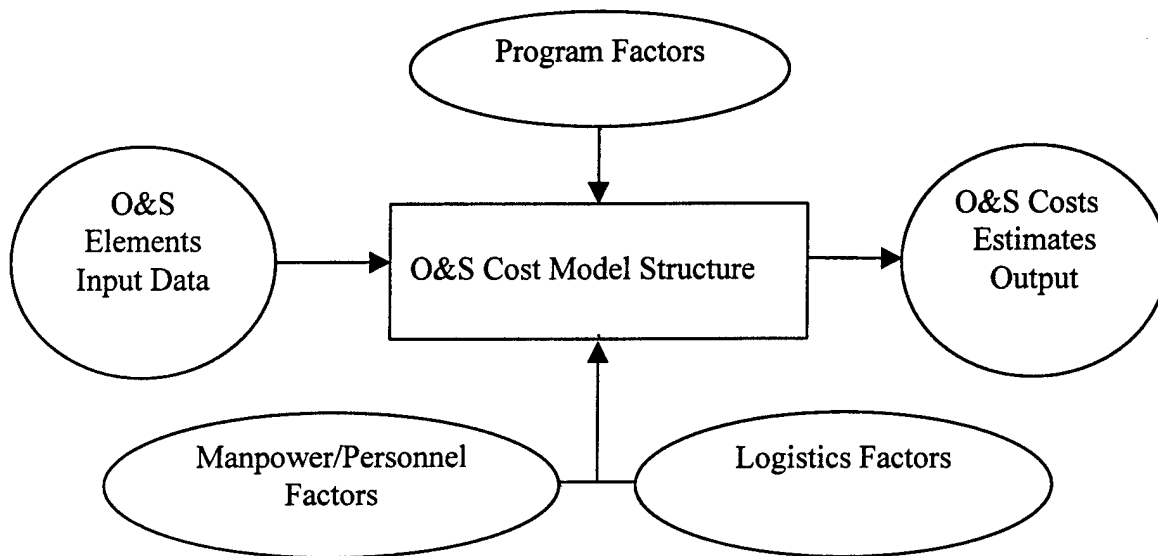 Program Factors
O&S
Elements
Input Data
O&S Cost Model Structure
O&S Costs
Estimates
Output
Manpower/Personnel
Factors
Logistics Factors